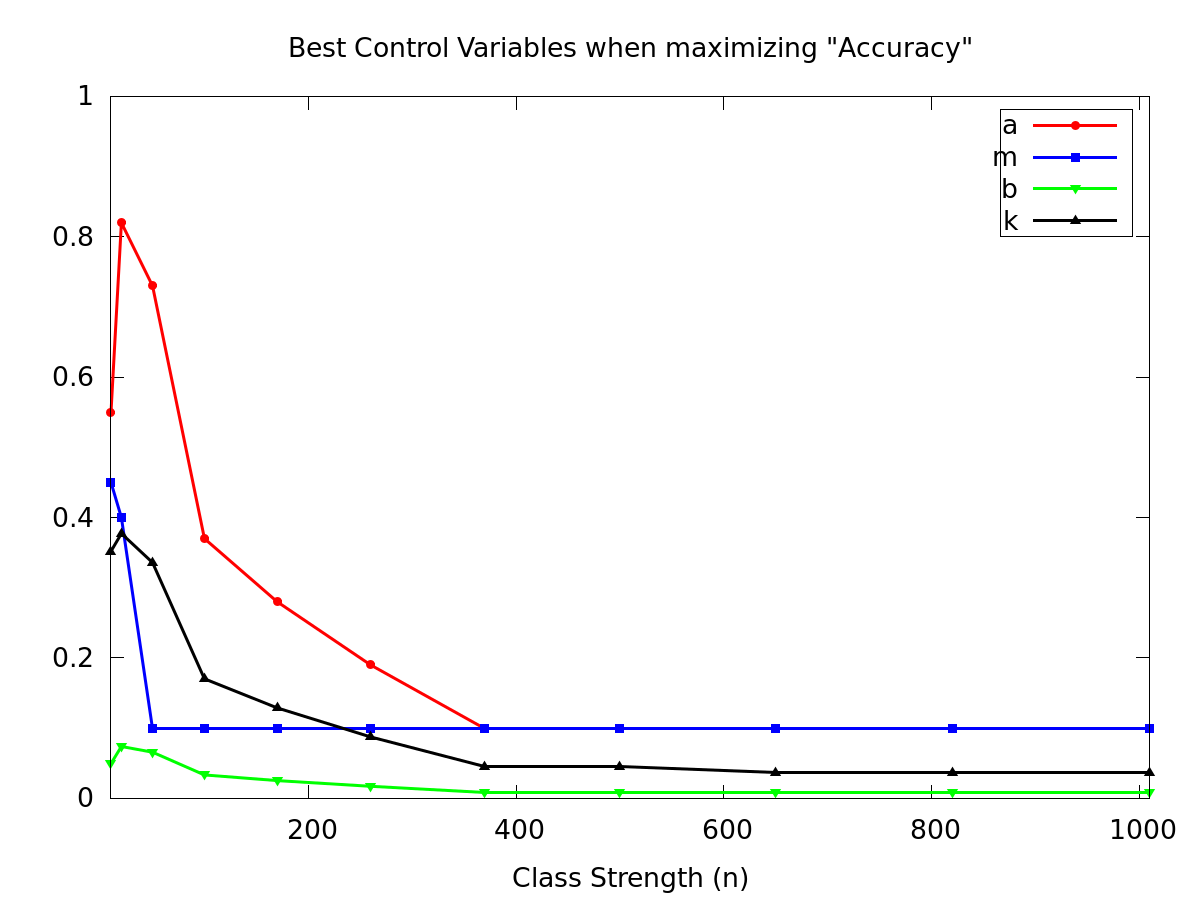 Best Control Variables when maximizing "Accuracy"
1
0.8
0.6
0.4
0.2
0
a
m
b
k
200 400 600 800 1000
Class Strength (n)